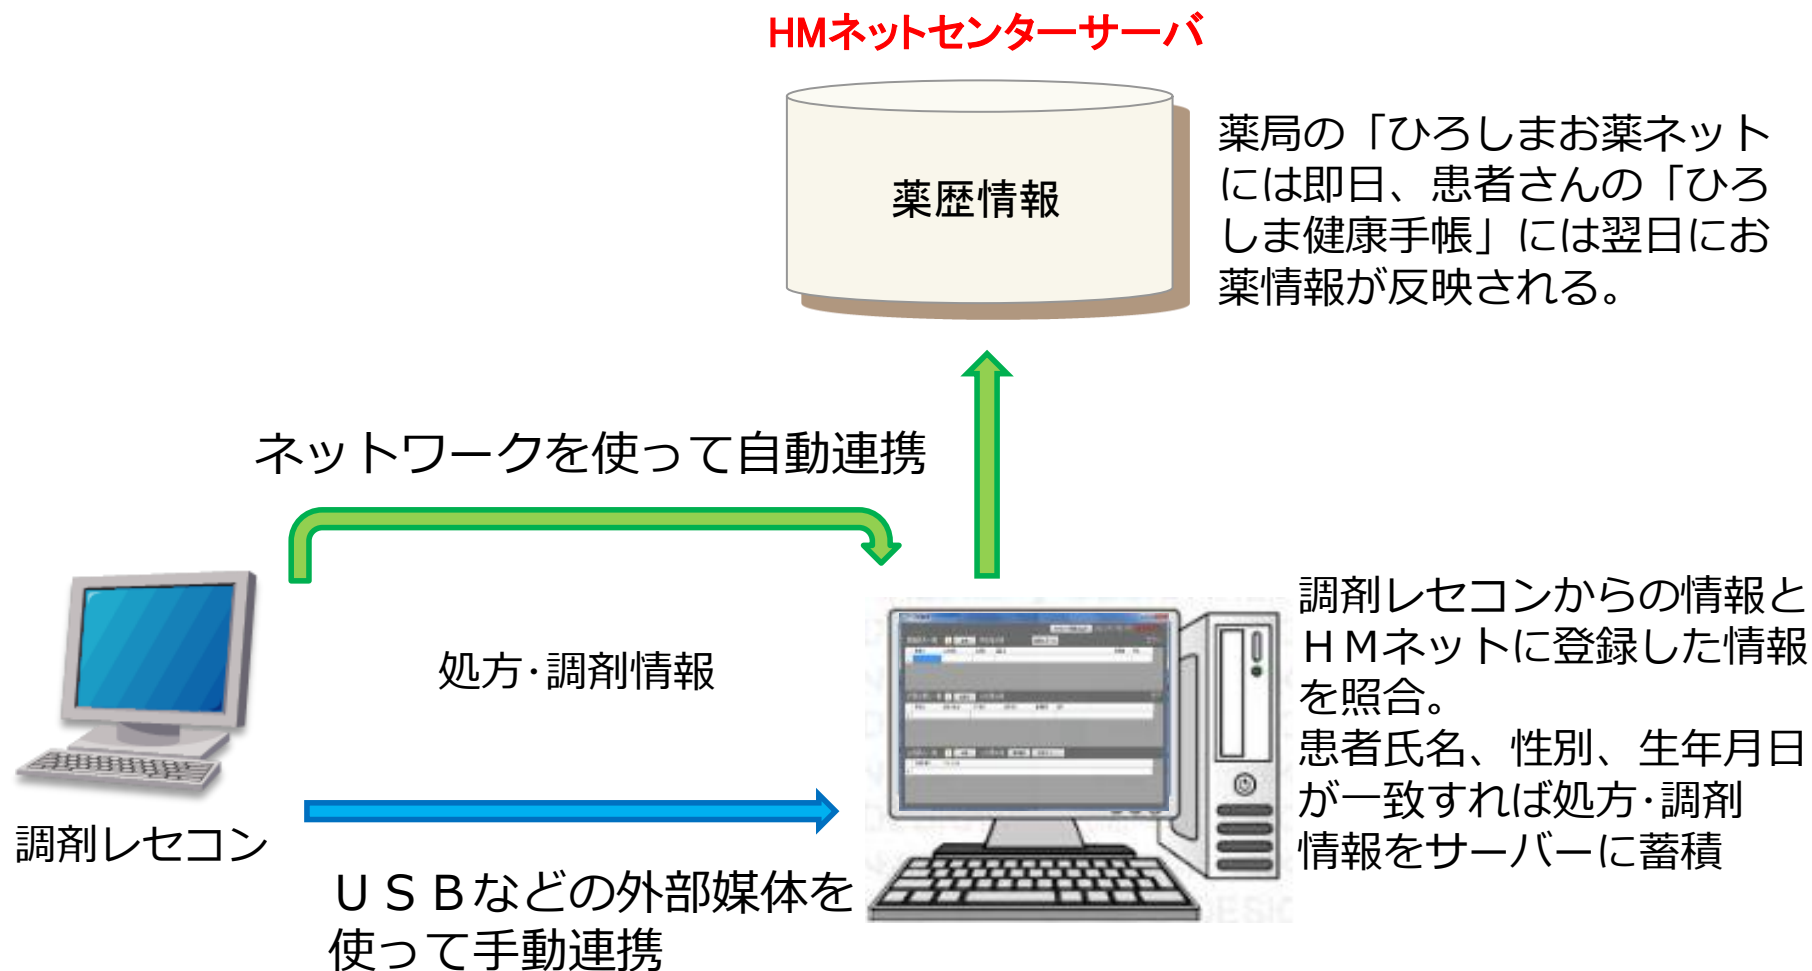 HMネットセンターサーバ
薬歴情報
薬局の「ひろしまお薬ネット
には即日、患者さんの「ひろ
しま健康手帳」には翌日にお
薬情報が反映される。
ネットワークを使って自動連携
処方･調剤情報
調剤レセコン
ＵＳＢなどの外部媒体を
使って手動連携
調剤レセコンからの情報と
ＨＭネットに登録した情報
を照合。
患者氏名、性別、生年月日
が一致すれば処方･調剤
情報をサーバーに蓄積